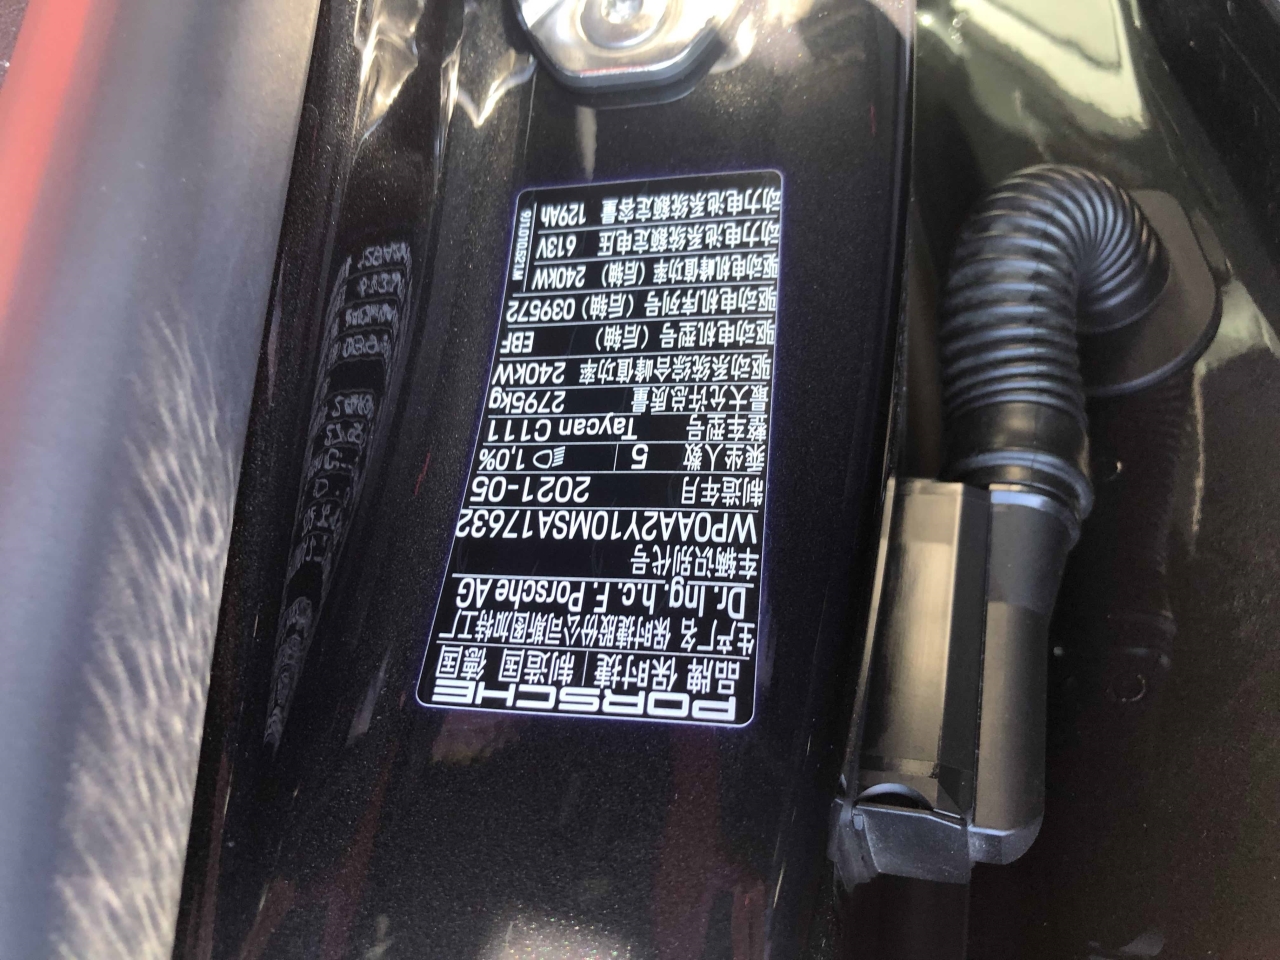 PORSCHE
品牌 保时捷 制造国 德国
生产厂名 保时捷股份公司斯图加特工厂
Dr. Ing. h.c. F. Porsche AG
车辆识别代号
WP0AA2Y10MSA17632
制造年月 2021-05
乘坐人数 5 1,0%
整车型号 Taycan C111
最大允许总质量 2795kg
驱动系统综合峰值功率 240kW
驱动电机型号（后轴） EBF
驱动电机序列号（后轴） 039572
驱动电机峰值功率（后轴） 240kW
动力电池系统额定电压 613V
动力电池系统额定容量 129Ah